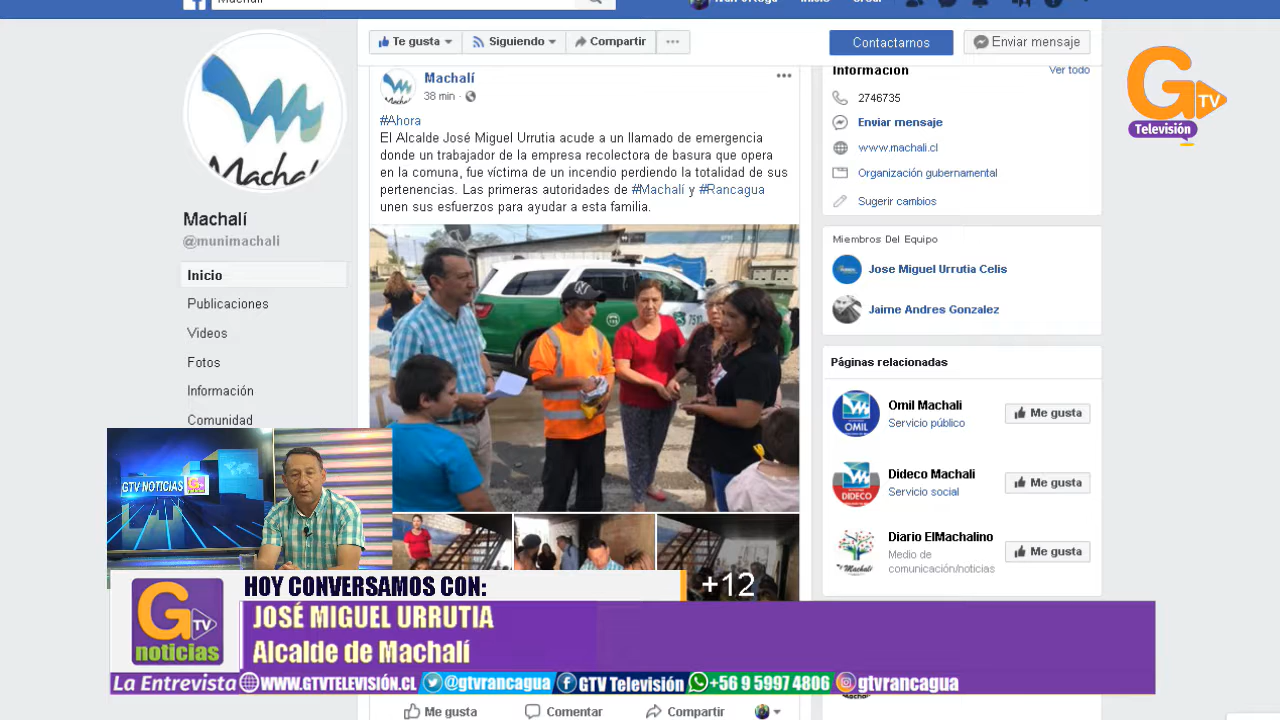 Machalí
Te gusta
Siguiendo
Compartir
Contactarnos
Enviar mensaje
G
TV
Televisión
Machalí
38 min
#Ahora
El Alcalde José Miguel Urrutia acude a un llamado de emergencia
donde un trabajador de la empresa recolectora de basura que opera
en la comuna, fue víctima de un incendio perdiendo la totalidad de sus
pertenencias. Las primeras autoridades de #Machalí y #Rancagua
unen sus esfuerzos para ayudar a esta familia.
Machalí
@munimachali
Inicio
Publicaciones
Videos
Fotos
Información
Comunidad
Información
Ver todo
2746735
Enviar mensaje
www.machali.cl
Organización gubernamental
Sugerir cambios
Miembros Del Equipo
Jose Miguel Urrutia Celis
Jaime Andres Gonzalez
Páginas relacionadas
Omil Machali
Servicio público
Me gusta
OMIL
Dideco Machali
Servicio social
Me gusta
DIDECO
Diario ElMachalino
Medio de
comunicación/noticias
Me gusta
GTV NOTICIAS
+12
HOY CONVERSAMOS CON:
JOSÉ MIGUEL URRUTIA
Alcalde de Machalí
G
TV
noticias
La Entrevista WWW.GTVTELEVISIÓN.CL @gtvrancagua GTV Televisión +56 9 5997 4806 gtvrancagua
Me gusta
Comentar
Compartir